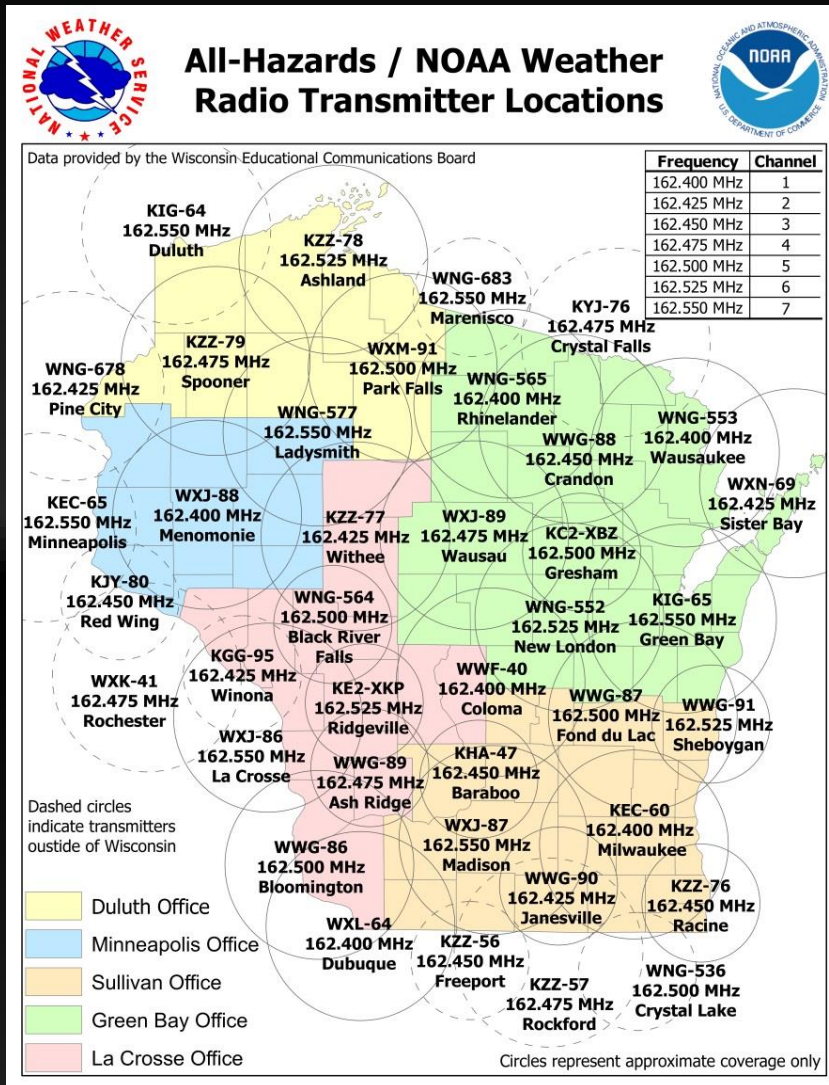 NATIONAL WEATHER SERVICE
All-Hazards / NOAA Weather
Radio Transmitter Locations
NATIONAL OCEANIC AND ATMOSPHERIC ADMINISTRATION
NOAA
U.S. DEPARTMENT OF COMMERCE
Data provided by the Wisconsin Educational Communications Board
Frequency Channel
162.400 MHz 1
162.425 MHz 2
162.450 MHz 3
162.475 MHz 4
162.500 MHz 5
162.525 MHz 6
162.550 MHz 7
KIG-64
162.550 MHz
Duluth
KZZ-78
162.525 MHz
Ashland
WNG-683
162.550 MHz
Marenisco
KYJ-76
162.475 MHz
Crystal Falls
KZZ-79
162.475 MHz
Spooner
WXM-91
162.500 MHz
Park Falls
WNG-678
162.425 MHz
Pine City
WNG-565
162.400 MHz
Rhinelander
WNG-577
162.550 MHz
Ladysmith
WNG-553
162.400 MHz
Wausaukee
WWG-88
162.450 MHz
Crandon
WXN-69
162.425 MHz
Sister Bay
KEC-65
162.550 MHz
Minneapolis
WXJ-88
162.400 MHz
Menomonie
KZZ-77
162.425 MHz
Withee
WXJ-89
162.475 MHz
Wausau
KC2-XBZ
162.500 MHz
Gresham
KJY-80
162.450 MHz
Red Wing
WNG-564
162.500 MHz
Black River
Falls
WNG-552
162.525 MHz
New London
KIG-65
162.550 MHz
Green Bay
KGG-95
162.425 MHz
Winona
WXK-41
162.475 MHz
Rochester
KE2-XKP
162.525 MHz
Ridgeville
WWF-40
162.400 MHz
Coloma
WWG-87
162.500 MHz
Fond du Lac
WWG-91
162.525 MHz
Sheboygan
WXJ-86
162.550 MHz
La Crosse
WWG-89
162.475 MHz
Ash Ridge
KHA-47
162.450 MHz
Baraboo
KEC-60
162.400 MHz
Milwaukee
Dashed circles
indicate transmitters
oustide of Wisconsin
WXJ-87
162.550 MHz
Madison
WWG-86
162.500 MHz
Bloomington
WWG-90
162.425 MHz
Janesville
KZZ-76
162.450 MHz
Racine
WXL-64
162.400 MHz
Dubuque
KZZ-56
162.450 MHz
Freeport
KZZ-57
162.475 MHz
Rockford
WNG-536
162.500 MHz
Crystal Lake
Duluth Office
Minneapolis Office
Sullivan Office
Green Bay Office
La Crosse Office
Circles represent approximate coverage only